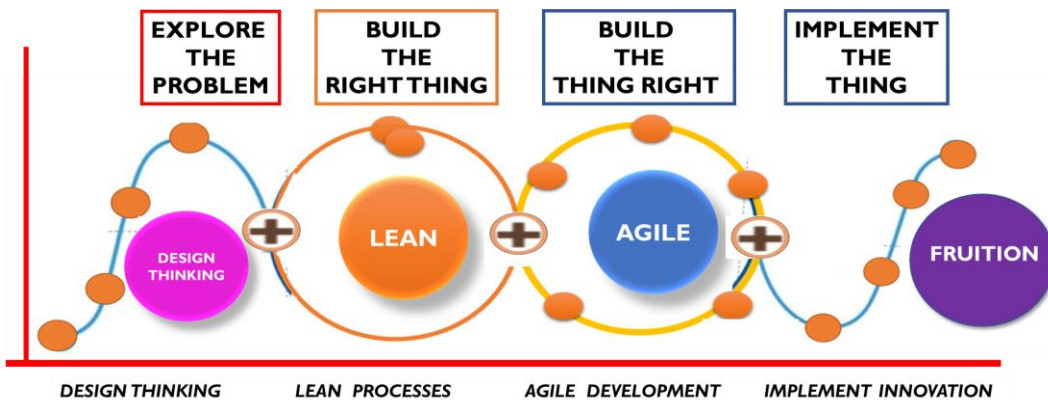 EXPLORE
THE
PROBLEM
BUILD
THE
RIGHT THING
BUILD
THE
THING RIGHT
IMPLEMENT
THE
THING
DESIGN
THINKING
LEAN
AGILE
FRUITION
DESIGN THINKING
LEAN PROCESSES
AGILE DEVELOPMENT
IMPLEMENT INNOVATION